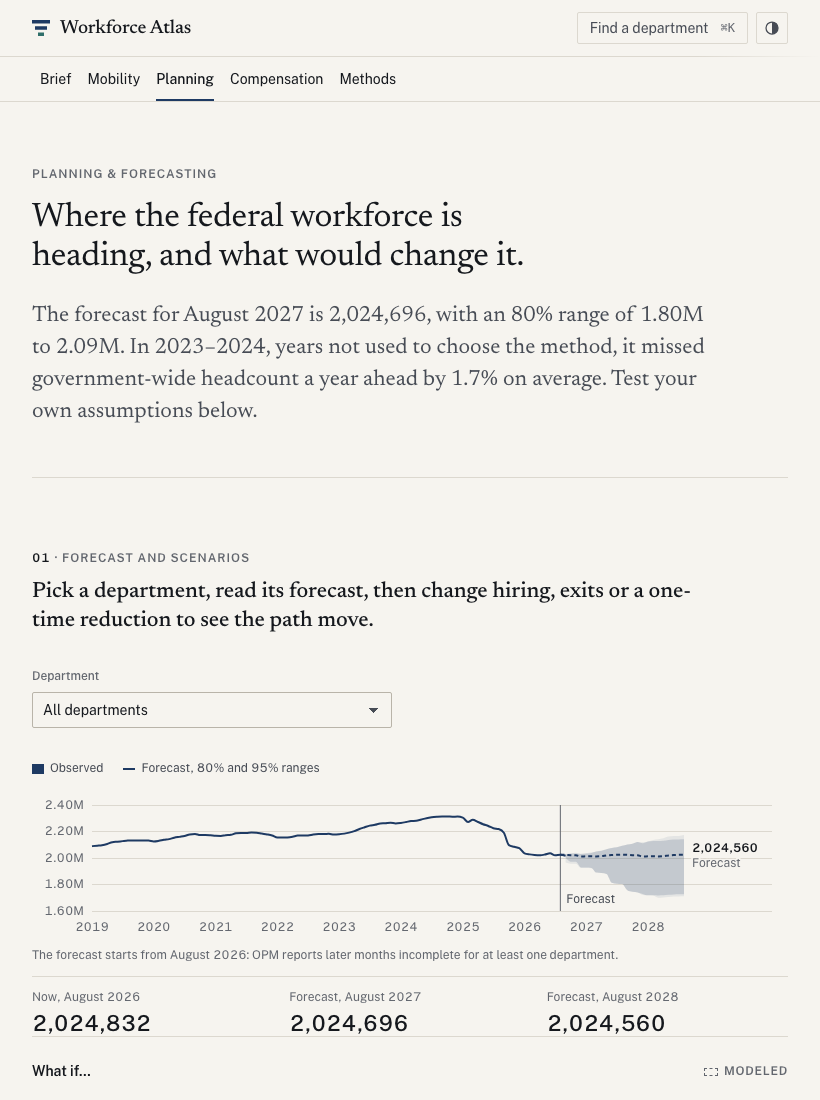 Workforce Atlas
Find a department ⌘K
Brief Mobility Planning Compensation Methods
PLANNING & FORECASTING
Where the federal workforce is
heading, and what would change it.
The forecast for August 2027 is 2,024,696, with an 80% range of 1.80M
to 2.09M. In 2023–2024, years not used to choose the method, it missed
government-wide headcount a year ahead by 1.7% on average. Test your
own assumptions below.
01 · FORECAST AND SCENARIOS
Pick a department, read its forecast, then change hiring, exits or a one-
time reduction to see the path move.
Department
All departments
Observed Forecast, 80% and 95% ranges
2.40M
2.20M
2.00M
1.80M
1.60M
2,024,560
Forecast
Forecast
2019 2020 2021 2022 2023 2024 2025 2026 2027 2028
The forecast starts from August 2026: OPM reports later months incomplete for at least one department.
Now, August 2026 Forecast, August 2027 Forecast, August 2028
2,024,832 2,024,696 2,024,560
What if... MODELED